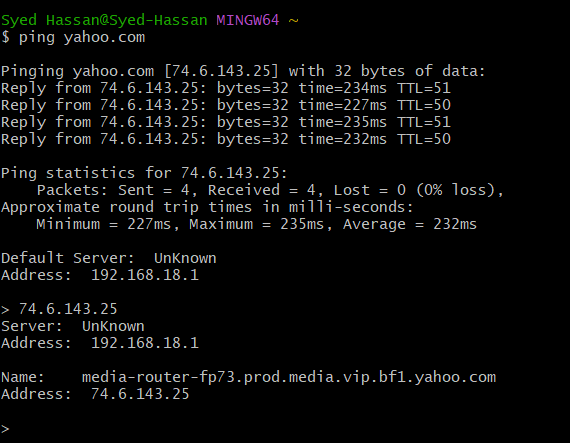 Syed Hassan@Syed-Hassan MINGW64 ~
$ ping yahoo.com
Pinging yahoo.com [74.6.143.25] with 32 bytes of data:
Reply from 74.6.143.25: bytes=32 time=234ms TTL=51
Reply from 74.6.143.25: bytes=32 time=227ms TTL=50
Reply from 74.6.143.25: bytes=32 time=235ms TTL=51
Reply from 74.6.143.25: bytes=32 time=232ms TTL=50
Ping statistics for 74.6.143.25:
    Packets: Sent = 4, Received = 4, Lost = 0 (0% loss),
Approximate round trip times in milli-seconds:
    Minimum = 227ms, Maximum = 235ms, Average = 232ms
Default Server:  UnKnown
Address:  192.168.18.1
> 74.6.143.25
Server:  UnKnown
Address:  192.168.18.1
Name:    media-router-fp73.prod.media.vip.bf1.yahoo.com
Address:  74.6.143.25
>